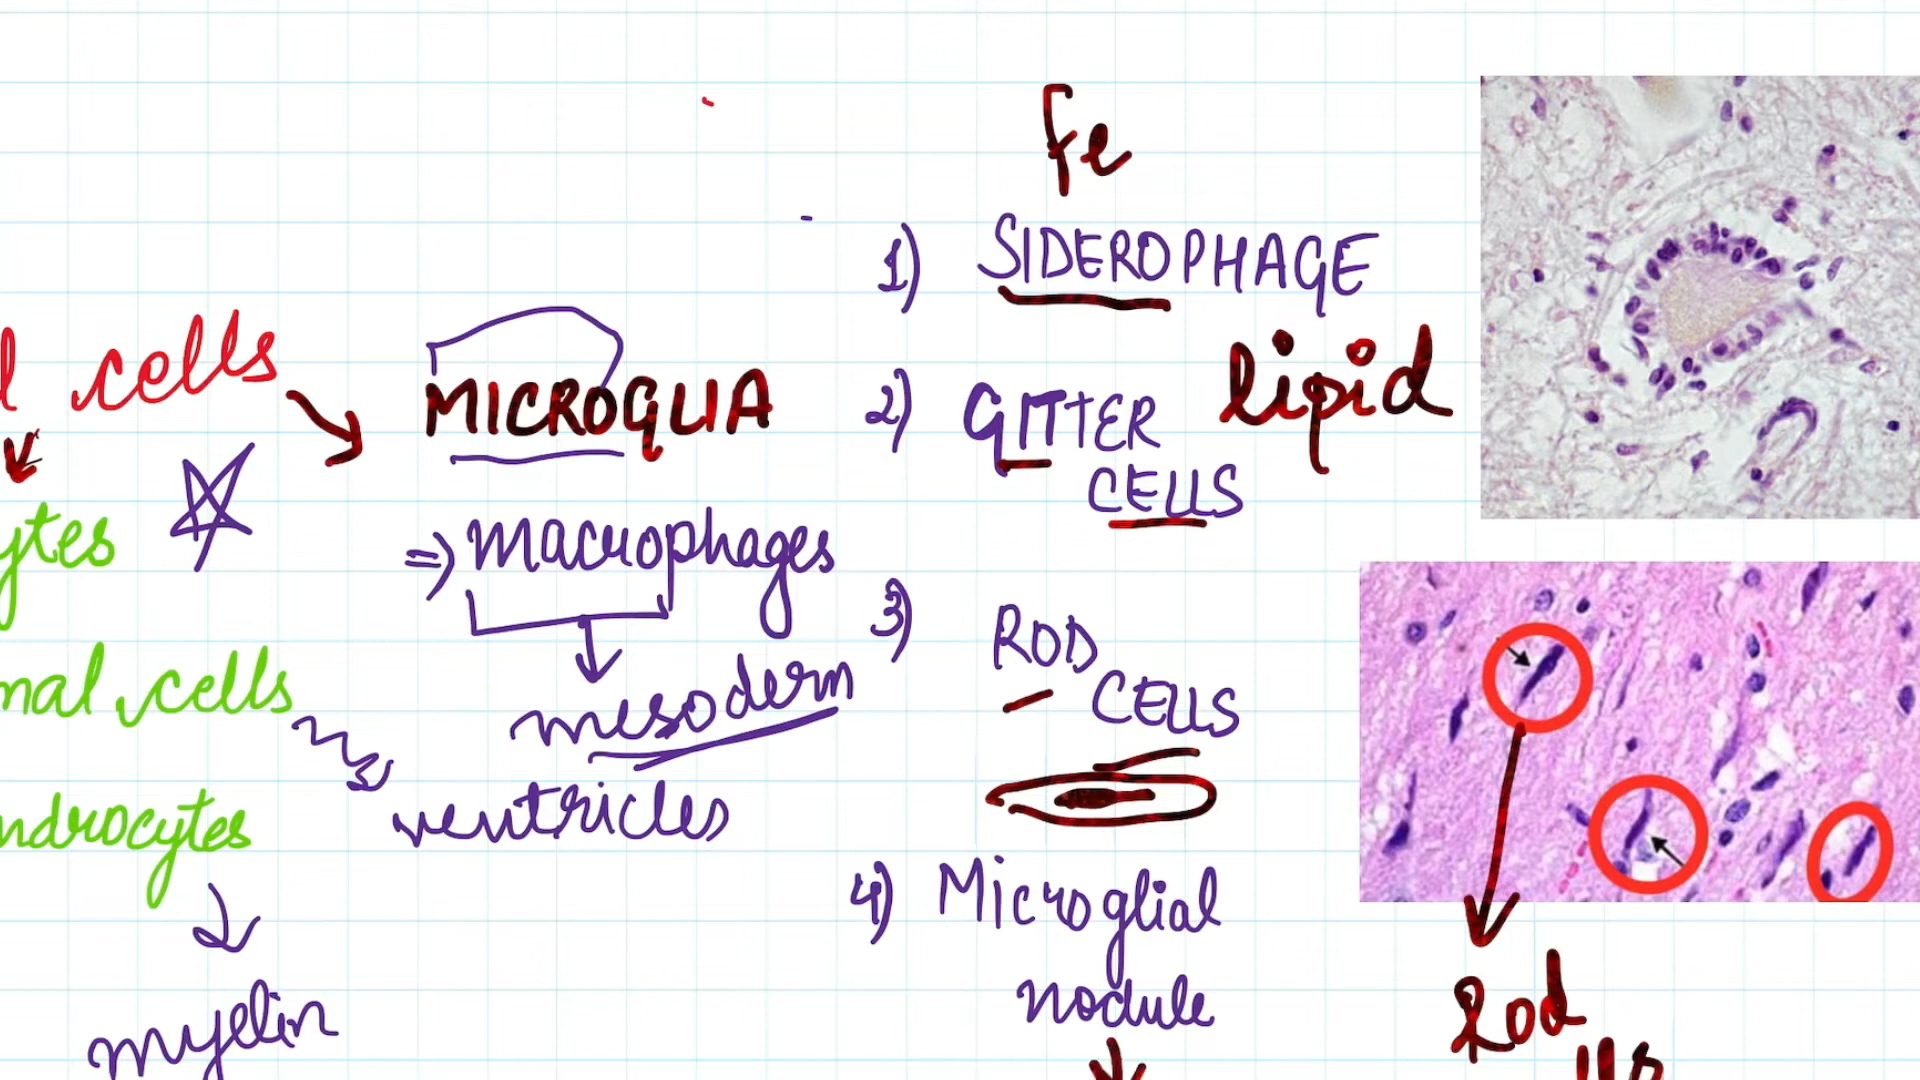 Fe
1) SIDEROPHAGE
l cells
MICROGLIA
2) GITTER lipid
CELLS
ytes
=) macrophages
3) ROD
CELLS
nal cells
mesoderm
ventricles
ndrocytes
4) Microglial
nodule
myelin
Rod